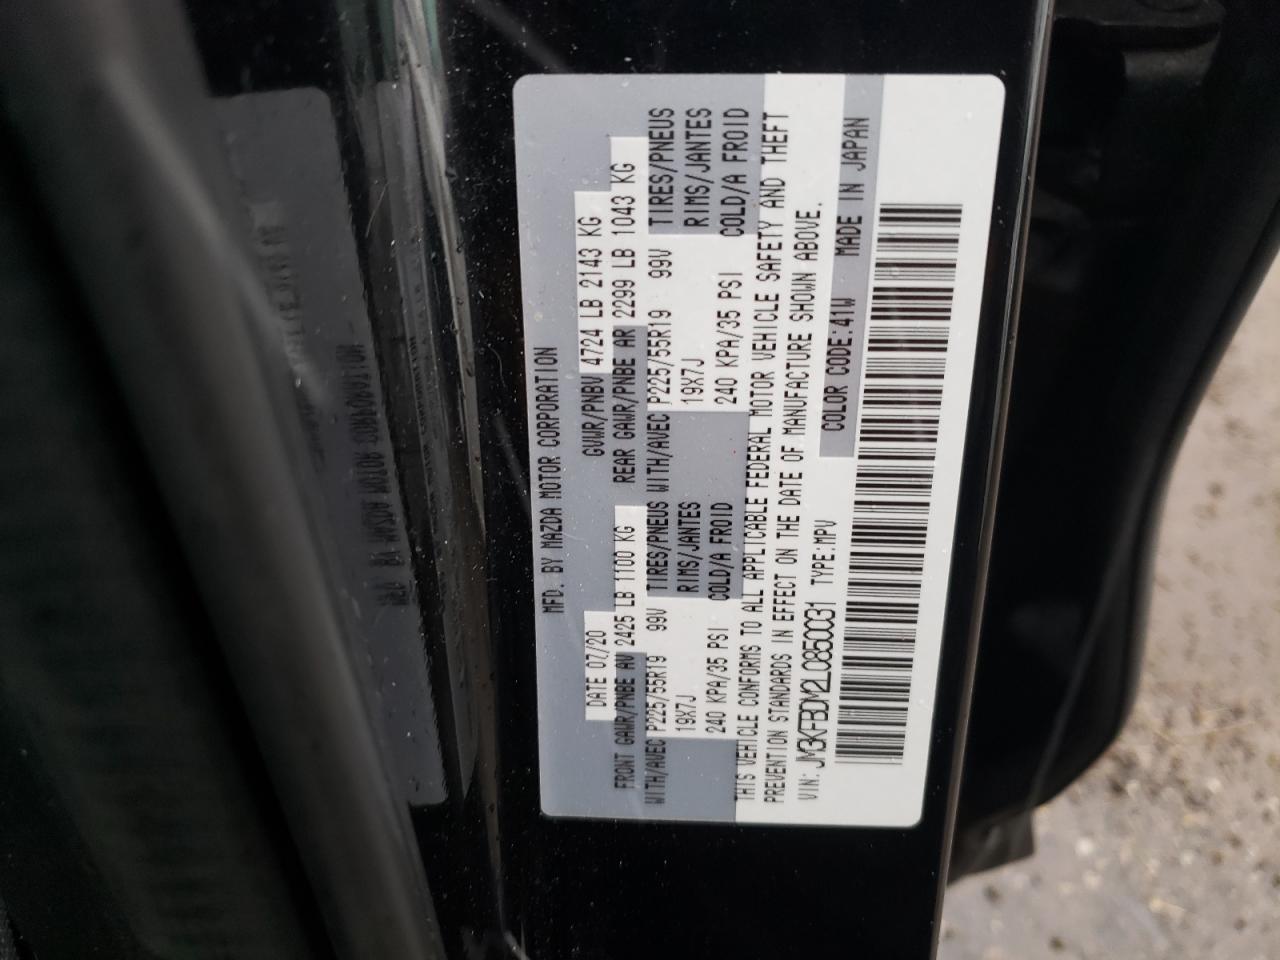 MFD. BY MAZDA MOTOR CORPORATION
DATE 07/20 GVWR/PNBV 4724 LB 2143 KG
FRONT GAWR/PNBE AV 2425 LB 1100 KG REAR GAWR/PNBE AR 2299 LB 1043 KG
WITH/AVEC P225/55R19 99V TIRES/PNEUS WITH/AVEC P225/55R19 99V TIRES/PNEUS
19X7J RIMS/JANTES 19X7J RIMS/JANTES
240 KPA/35 PSI COLD/A FROID 240 KPA/35 PSI COLD/A FROID
THIS VEHICLE CONFORMS TO ALL APPLICABLE FEDERAL MOTOR VEHICLE SAFETY AND THEFT
PREVENTION STANDARDS IN EFFECT ON THE DATE OF MANUFACTURE SHOWN ABOVE.
VIN: JM3KFBDM2L0850031 TYPE:MPV COLOR CODE:41W MADE IN JAPAN